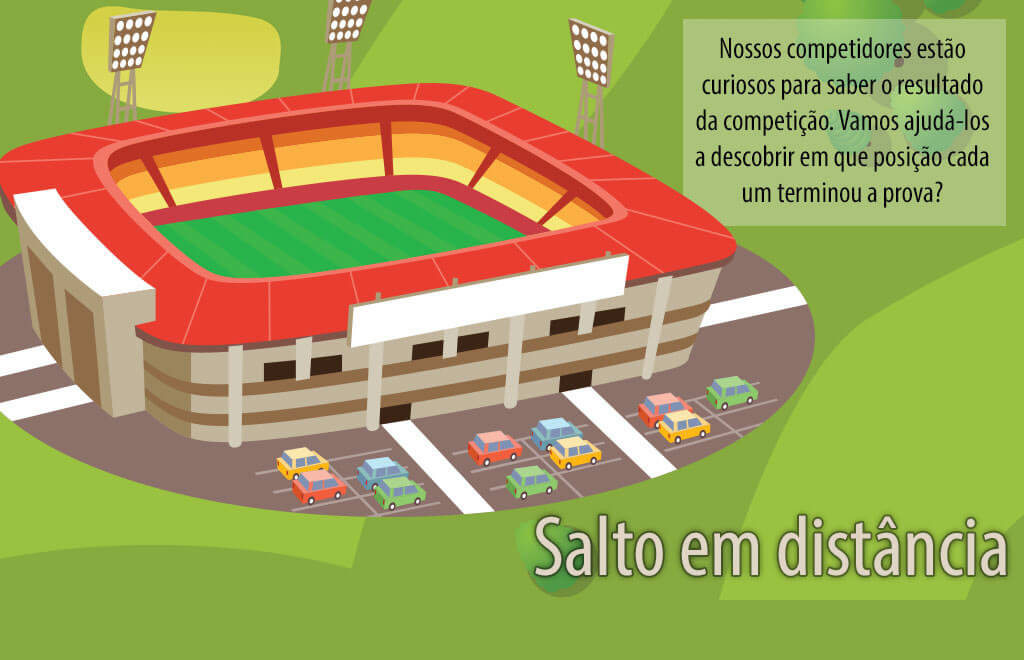 Nossos competidores estão
curiosos para saber o resultado
da competição. Vamos ajudá-los
a descobrir em que posição cada
um terminou a prova?
Salto em distância